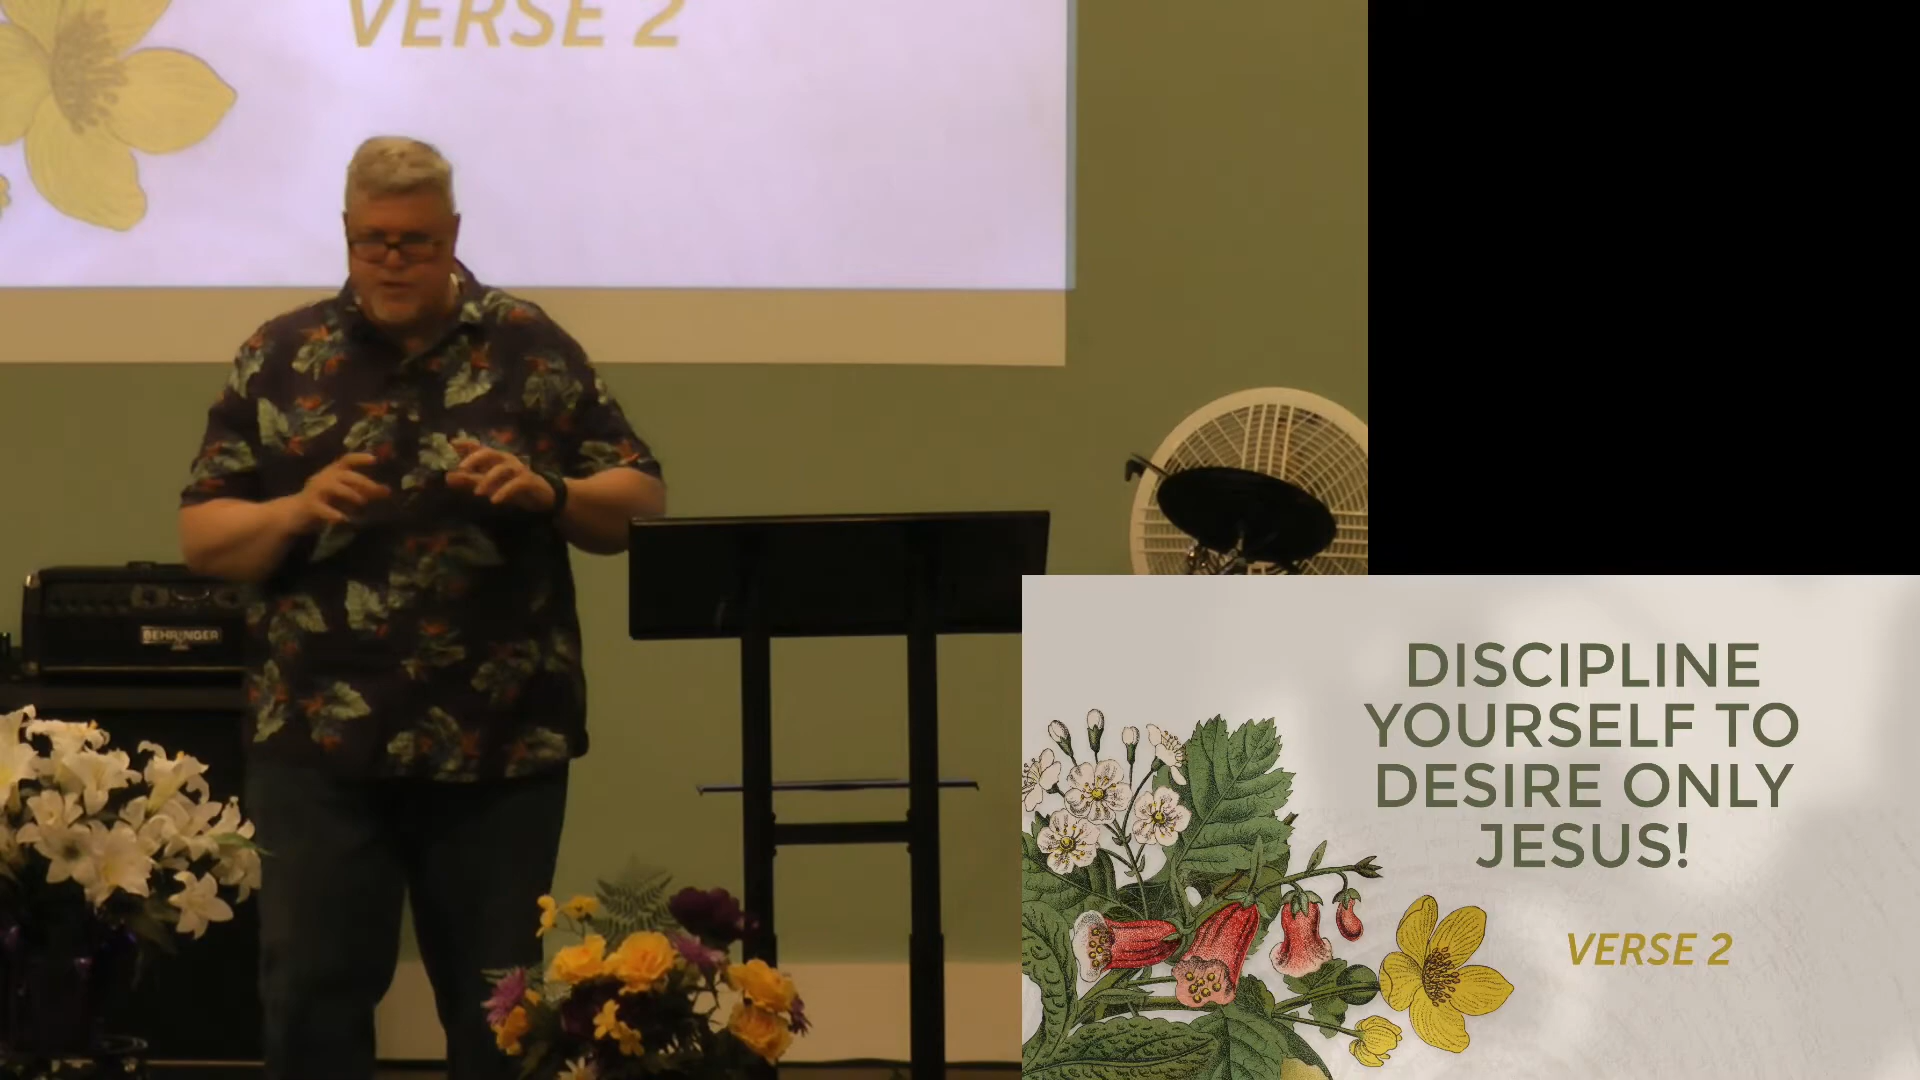 VERSE 2
BEHRINGER
DISCIPLINE
YOURSELF TO
DESIRE ONLY
JESUS!
VERSE 2